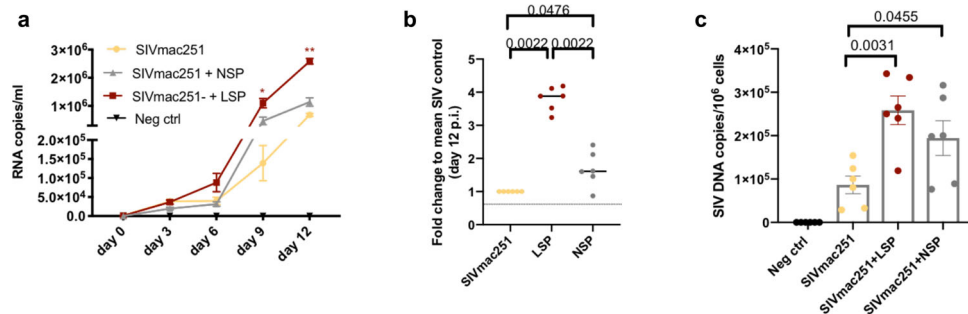 a
SIVmac251
SIVmac251 + NSP
SIVmac251- + LSP
Neg ctrl
RNA copies/ml
3×10⁶
2×10⁶
1×10⁶
2.0×10⁵
1.5×10⁵
1.0×10⁵
5.0×10⁴
0.0
*
**
day 0
day 3
day 6
day 9
day 12
b
0.0476
0.0022
0.0022
Fold change to mean SIV control
(day 12 p.i.)
6
5
4
3
2
1
0
SIVmac251
LSP
NSP
c
0.0455
0.0031
SIV DNA copies/10⁶ cells
4×10⁵
3×10⁵
2×10⁵
1×10⁵
0
Neg ctrl
SIVmac251
SIVmac251+LSP
SIVmac251+NSP